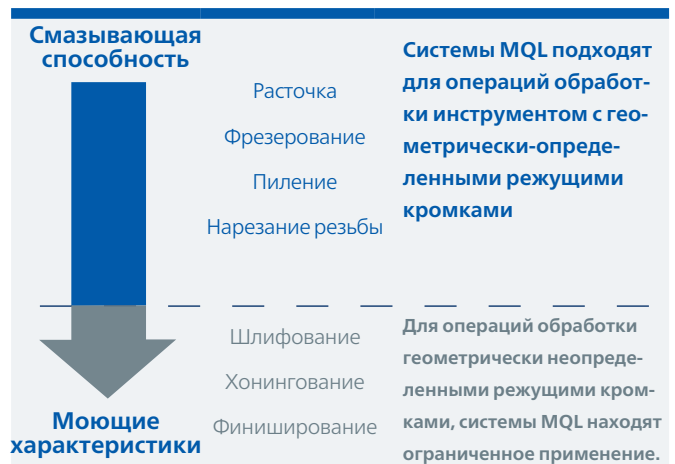 Смазывающая
способность
Расточка
Фрезерование
Пиление
Нарезание резьбы
Системы MQL подходят
для операций обработ-
ки инструментом с гео-
метрически-опреде-
ленными режущими
кромками
Шлифование
Хонингование
Финиширование
Для операций обработки
геометрически неопреде-
ленными режущими кром-
ками, системы MQL находят
ограниченное применение.
Моющие
характеристики